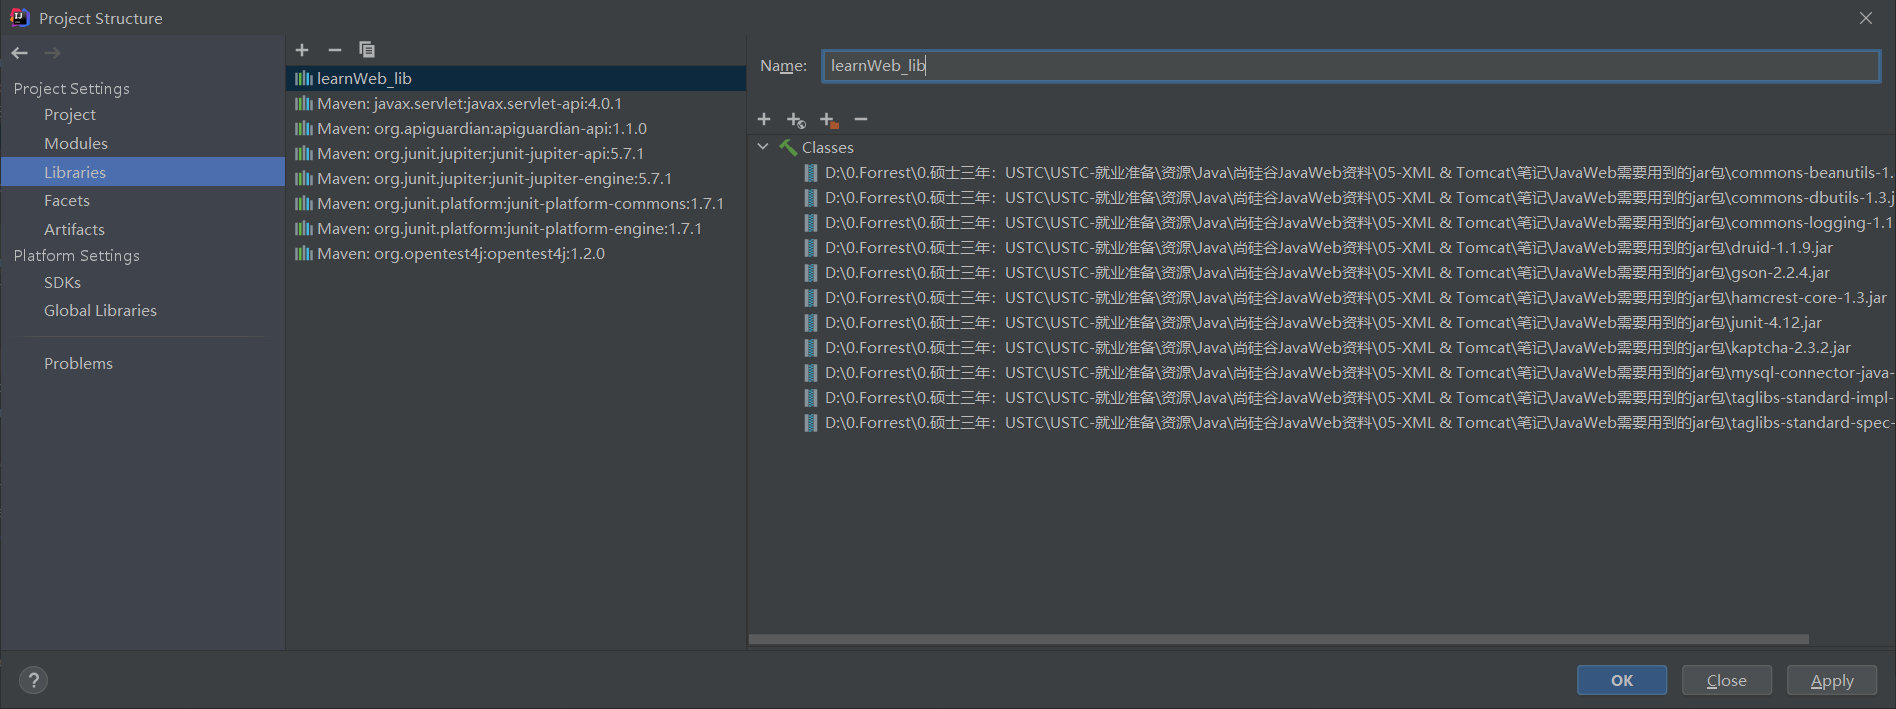 Project Structure
Project Settings
Project
Modules
Libraries
Facets
Artifacts
Platform Settings
SDKs
Global Libraries
Problems
learnWeb_lib
Maven: javax.servlet:javax.servlet-api:4.0.1
Maven: org.apiguardian:apiguardian-api:1.1.0
Maven: org.junit.jupiter:junit-jupiter-api:5.7.1
Maven: org.junit.jupiter:junit-jupiter-engine:5.7.1
Maven: org.junit.platform:junit-platform-commons:1.7.1
Maven: org.junit.platform:junit-platform-engine:1.7.1
Maven: org.opentest4j:opentest4j:1.2.0
Name: learnWeb_lib
Classes
D:\0.Forrest\0.硕士三年：USTC\USTC-就业准备\资源\Java\尚硅谷JavaWeb资料\05-XML & Tomcat\笔记\JavaWeb需要用到的jar包\commons-beanutils-1.
D:\0.Forrest\0.硕士三年：USTC\USTC-就业准备\资源\Java\尚硅谷JavaWeb资料\05-XML & Tomcat\笔记\JavaWeb需要用到的jar包\commons-dbutils-1.3.j
D:\0.Forrest\0.硕士三年：USTC\USTC-就业准备\资源\Java\尚硅谷JavaWeb资料\05-XML & Tomcat\笔记\JavaWeb需要用到的jar包\commons-logging-1.1
D:\0.Forrest\0.硕士三年：USTC\USTC-就业准备\资源\Java\尚硅谷JavaWeb资料\05-XML & Tomcat\笔记\JavaWeb需要用到的jar包\druid-1.1.9.jar
D:\0.Forrest\0.硕士三年：USTC\USTC-就业准备\资源\Java\尚硅谷JavaWeb资料\05-XML & Tomcat\笔记\JavaWeb需要用到的jar包\gson-2.2.4.jar
D:\0.Forrest\0.硕士三年：USTC\USTC-就业准备\资源\Java\尚硅谷JavaWeb资料\05-XML & Tomcat\笔记\JavaWeb需要用到的jar包\hamcrest-core-1.3.jar
D:\0.Forrest\0.硕士三年：USTC\USTC-就业准备\资源\Java\尚硅谷JavaWeb资料\05-XML & Tomcat\笔记\JavaWeb需要用到的jar包\junit-4.12.jar
D:\0.Forrest\0.硕士三年：USTC\USTC-就业准备\资源\Java\尚硅谷JavaWeb资料\05-XML & Tomcat\笔记\JavaWeb需要用到的jar包\kaptcha-2.3.2.jar
D:\0.Forrest\0.硕士三年：USTC\USTC-就业准备\资源\Java\尚硅谷JavaWeb资料\05-XML & Tomcat\笔记\JavaWeb需要用到的jar包\mysql-connector-java-
D:\0.Forrest\0.硕士三年：USTC\USTC-就业准备\资源\Java\尚硅谷JavaWeb资料\05-XML & Tomcat\笔记\JavaWeb需要用到的jar包\taglibs-standard-impl-
D:\0.Forrest\0.硕士三年：USTC\USTC-就业准备\资源\Java\尚硅谷JavaWeb资料\05-XML & Tomcat\笔记\JavaWeb需要用到的jar包\taglibs-standard-spec-
?
OK Close Apply